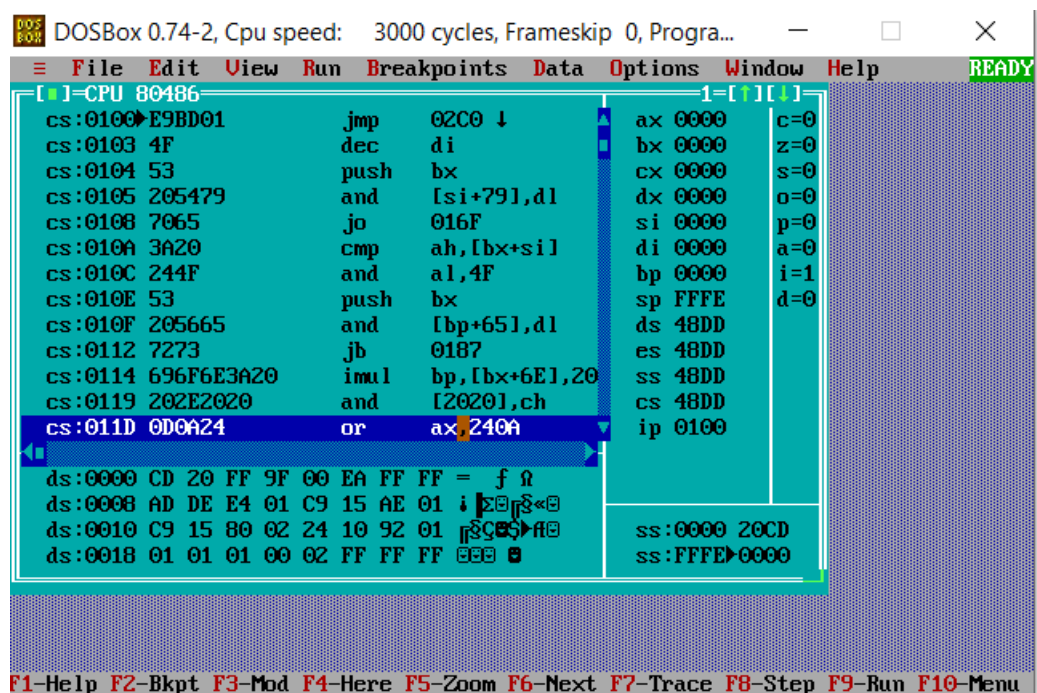 DOSBox 0.74-2, Cpu speed: 3000 cycles, Frameskip 0, Progra...
≡ File Edit View Run Breakpoints Data Options Window Help READY
[■]=CPU 80486 1=[↑][↓]
cs:0100►E9BD01 jmp 02C0 ↓ ax 0000 c=0
cs:0103 4F dec di bx 0000 z=0
cs:0104 53 push bx cx 0000 s=0
cs:0105 205479 and [si+79],dl dx 0000 o=0
cs:0108 7065 jo 016F si 0000 p=0
cs:010A 3A20 cmp ah,[bx+si] di 0000 a=0
cs:010C 244F and al,4F bp 0000 i=1
cs:010E 53 push bx sp FFFE d=0
cs:010F 205665 and [bp+65],dl ds 48DD
cs:0112 7273 jb 0187 es 48DD
cs:0114 696F6E3A20 imul bp,[bx+6E],20 ss 48DD
cs:0119 202E2020 and [2020],ch cs 48DD
cs:011D 0D0A24 or ax,240A ip 0100
ds:0000 CD 20 FF 9F 00 EA FF FF = ƒ Ω
ds:0008 AD DE E4 01 C9 15 AE 01 ¡▐Σ☺╔§«☺
ds:0010 C9 15 80 02 24 10 92 01 ╔§Ç☻$►Æ☺ ss:0000 20CD
ds:0018 01 01 01 00 02 FF FF FF ☺☺☺ ☻ ss:FFFE►0000
F1-Help F2-Bkpt F3-Mod F4-Here F5-Zoom F6-Next F7-Trace F8-Step F9-Run F10-Menu